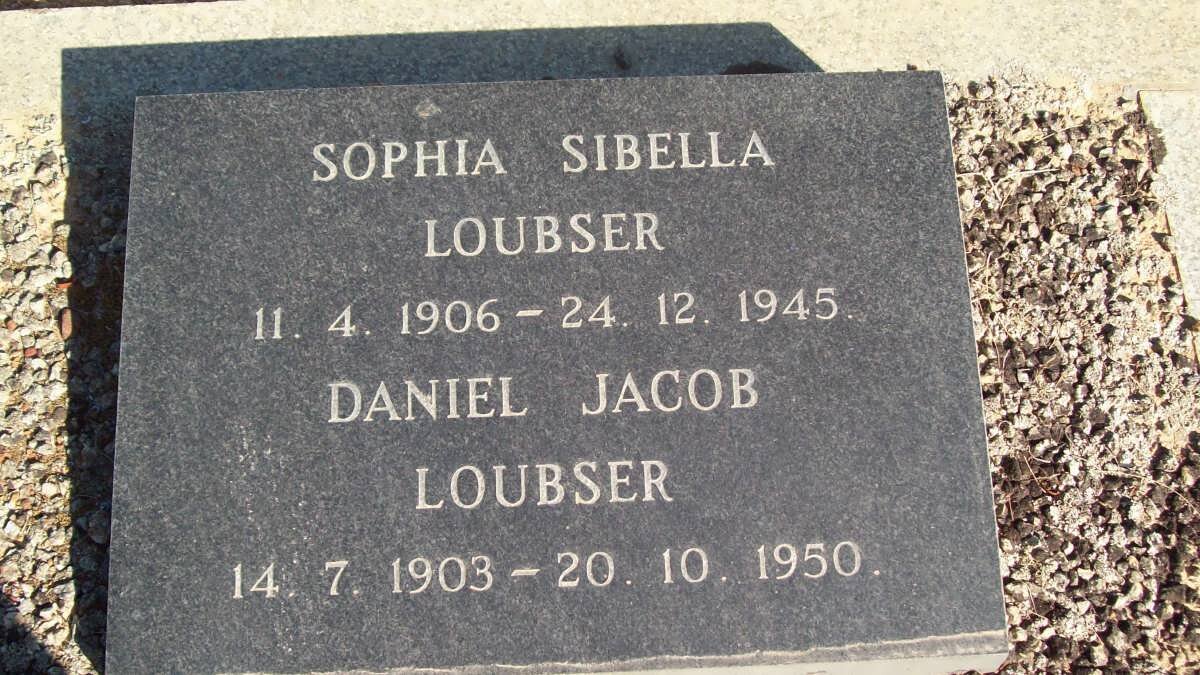 SOPHIA SIBELLA
LOUBSER
11. 4. 1906 – 24. 12. 1945.
DANIEL JACOB
LOUBSER
14. 7. 1903 – 20. 10. 1950.